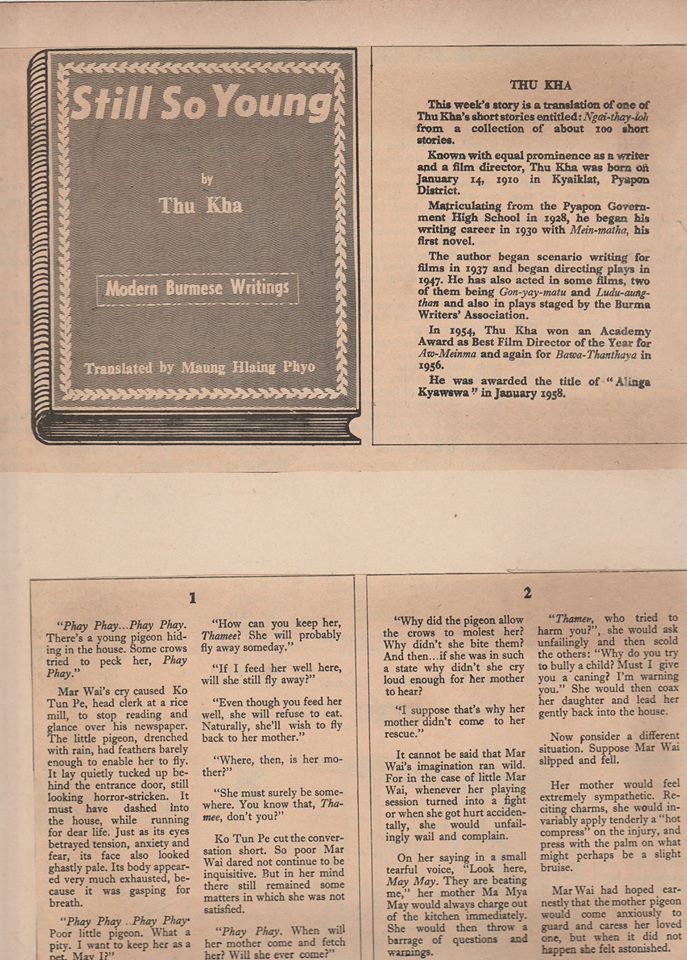 Still So Young
by
Thu Kha
Modern Burmese Writings
Translated by Maung Hlaing Phyo
THU KHA
This week's story is a translation of one of
Thu Kha's short stories entitled: Ngai-thay-loh
from a collection of about 100 short
stories.
Known with equal prominence as a writer
and a film director, Thu Kha was born on
January 14, 1910 in Kyaiklat, Pyapon
District.
Matriculating from the Pyapon Govern-
ment High School in 1928, he began his
writing career in 1930 with Mein-matha, his
first novel.
The author began scenario writing for
films in 1937 and began directing plays in
1947. He has also acted in some films, two
of them being Gon-yay-matu and Ludu-aung-
than and also in plays staged by the Burma
Writers' Association.
In 1954, Thu Kha won an Academy
Award as Best Film Director of the Year for
Aw-Meinma and again for Bawa-Thanthaya in
1956.
He was awarded the title of "Alinga
Kyawswa" in January 1958.
1
"Phay Phay...Phay Phay.
There's a young pigeon hid-
ing in the house. Some crows
tried to peck her, Phay
Phay."
Mar Wai's cry caused Ko
Tun Pe, head clerk at a rice
mill, to stop reading and
glance over his newspaper.
The little pigeon, drenched
with rain, had feathers barely
enough to enable her to fly.
It lay quietly tucked up be-
hind the entrance door, still
looking horror-stricken. It
must have dashed into
the house, while running
for dear life. Just as its eyes
betrayed tension, anxiety and
fear, its face also looked
ghastly pale. Its body appear-
ed very much exhausted, be-
cause it was gasping for
breath.
"Phay Phay ..Phay Phay.
Poor little pigeon. What a
pity. I want to keep her as a
pet. May I?"
"How can you keep her,
Thamee? She will probably
fly away someday."
"If I feed her well here,
will she still fly away?"
"Even though you feed her
well, she will refuse to eat.
Naturally, she'll wish to fly
back to her mother."
"Where, then, is her mo-
ther?"
"She must surely be some-
where. You know that, Tha-
mee, don't you?"
Ko Tun Pe cut the conver-
sation short. So poor Mar
Wai dared not continue to be
inquisitive. But in her mind
there still remained some
matters in which she was not
satisfied.
"Phay Phay. When will
her mother come and fetch
her? Will she ever come?"
2
"Why did the pigeon allow
the crows to molest her?
Why didn't she bite them?
And then...if she was in such
a state why didn't she cry
loud enough for her mother
to hear?
"I suppose that's why her
mother didn't come to her
rescue."
It cannot be said that Mar
Wai's imagination ran wild.
For in the case of little Mar
Wai, whenever her playing
session turned into a fight
or when she got hurt acciden-
tally, she would unfail-
ingly wail and complain.
On her saying in a small
tearful voice, "Look here,
May May. They are beating
me," her mother Ma Mya
May would always charge out
of the kitchen immediately.
She would then throw a
barrage of questions and
warnings.
"Thamee, who tried to
harm you?", she would ask
unfailingly and then scold
the others: "Why do you try
to bully a child? Must I give
you a caning? I'm warning
you." She would then coax
her daughter and lead her
gently back into the house.
Now consider a different
situation. Suppose Mar Wai
slipped and fell.
Her mother would feel
extremely sympathetic. Re-
citing charms, she would in-
variably apply tenderly a "hot
compress" on the injury, and
press with the palm on what
might perhaps be a slight
bruise.
Mar Wai had hoped ear-
nestly that the mother pigeon
would come anxiously to
guard and caress her loved
one, but when it did not
happen she felt astonished.